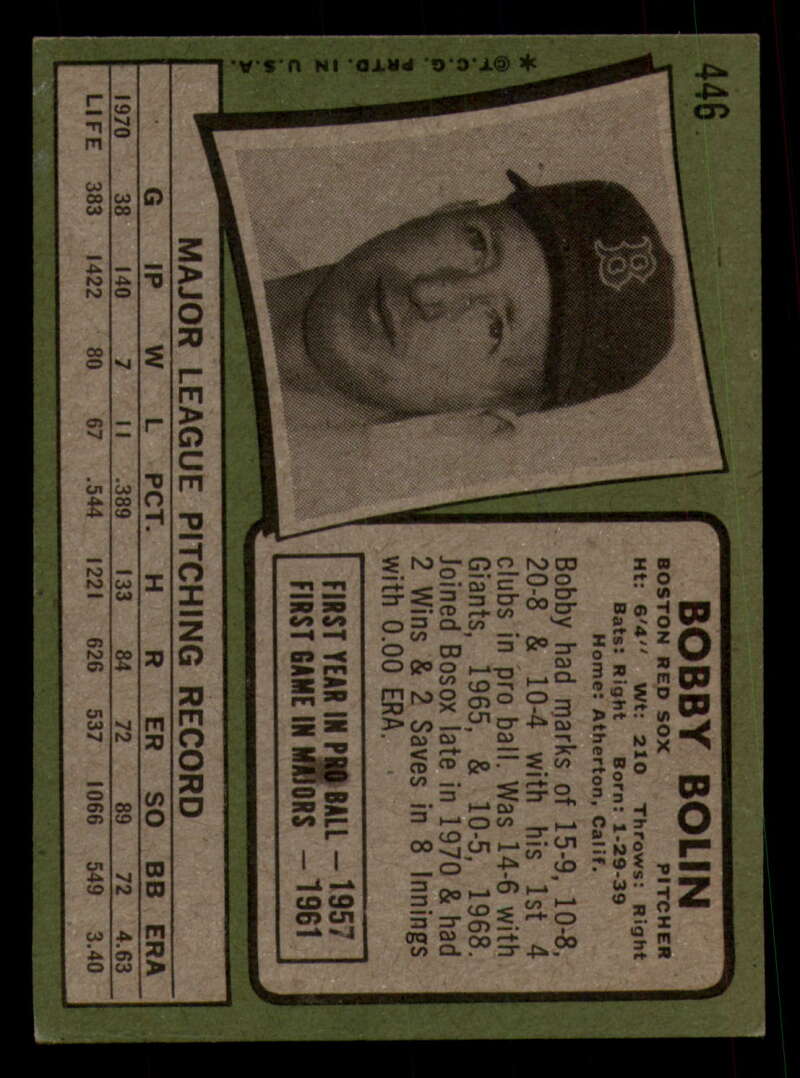 446
* ©T.C.G. PRTD. IN U.S.A.
B
BOBBY BOLIN
BOSTON RED SOX PITCHER
Ht: 6'4" Wt: 210 Throws: Right
Bats: Right Born: 1-29-39
Home: Atherton, Calif.
Bobby had marks of 15-9, 10-8,
20-8 & 10-4 with his 1st 4
clubs in pro ball. Was 14-6 with
Giants, 1965, & 10-5, 1968.
Joined Bosox late in 1970 & had
2 Wins & 2 Saves in 8 Innings
with 0.00 ERA.
FIRST YEAR IN PRO BALL — 1957
FIRST GAME IN MAJORS — 1961
MAJOR LEAGUE PITCHING RECORD
G IP W L PCT. H R ER SO BB ERA
1970 38 140 7 11 .389 133 84 72 89 72 4.63
LIFE 383 1422 80 67 .544 1221 626 537 1066 549 3.40